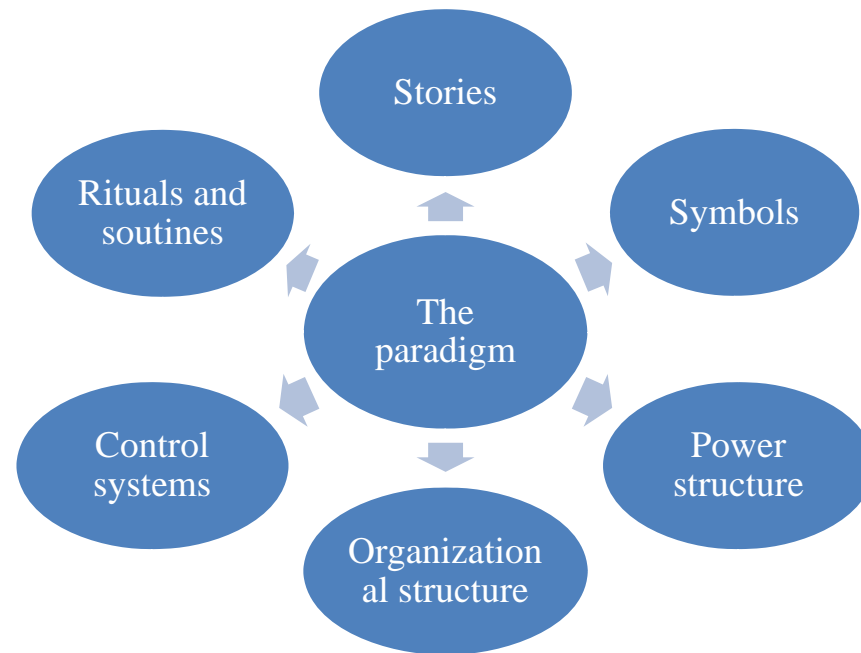 Stories
Rituals and
soutines
Symbols
The
paradigm
Control
systems
Power
structure
Organization
al structure